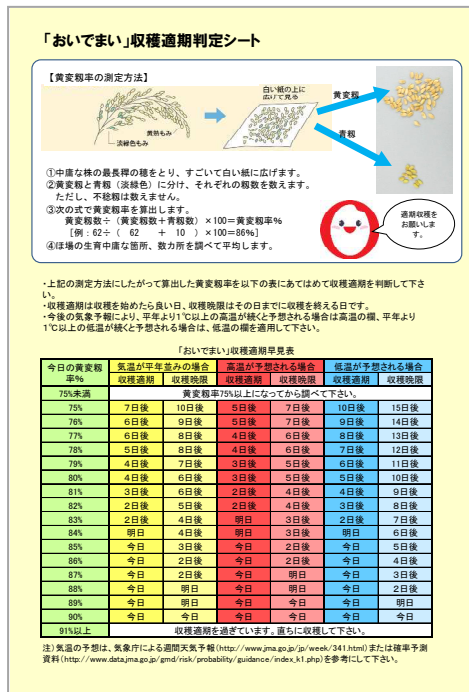 「おいでまい」収穫適期判定シート
【黄変籾率の測定方法】
白い紙の上に
広げて見る
黄変籾
黄熟もみ
淡緑色もみ
青籾
①中庸な株の最長稈の穂をとり、すごいて白い紙に広げます。
②黄変籾と青籾（淡緑色）に分け、それぞれの籾数を数えます。
ただし、不稔籾は数えません。
③次の式で黄変籾率を算出します。
黄変籾数÷（黄変籾数＋青籾数）×100＝黄変籾率%
［例：62÷（ 62 ＋ 10 ）×100＝86%］
④ほ場の生育中庸な箇所、数カ所を調べて平均します。
適期収穫を
お願いしま
す。
・上記の測定方法にしたがって算出した黄変籾率を以下の表にあてはめて収穫適期を判断して下さ
い。
・収穫適期は収穫を始めたら良い日、収穫晩限はその日までに収穫を終える日です。
・今後の気象予報により、平年より1℃以上の高温が続くと予想される場合は高温の欄、平年より
1℃以上の低温が続くと予想される場合は、低温の欄を適用して下さい。
「おいでまい」収穫適期早見表
今日の黄変籾率% 気温が平年並みの場合 高温が予想される場合 低温が予想される場合
収穫適期 収穫晩限 収穫適期 収穫晩限 収穫適期 収穫晩限
75%未満 黄変籾率75%以上になってから調べて下さい。
75% 7日後 10日後 5日後 7日後 10日後 15日後
76% 6日後 9日後 5日後 7日後 9日後 14日後
77% 6日後 8日後 4日後 6日後 8日後 13日後
78% 5日後 8日後 4日後 6日後 7日後 12日後
79% 4日後 7日後 3日後 5日後 6日後 11日後
80% 4日後 6日後 3日後 5日後 5日後 10日後
81% 3日後 6日後 2日後 4日後 4日後 9日後
82% 2日後 5日後 2日後 4日後 3日後 8日後
83% 2日後 4日後 明日 3日後 2日後 7日後
84% 明日 4日後 今日 3日後 明日 6日後
85% 今日 3日後 今日 2日後 今日 5日後
86% 今日 2日後 今日 2日後 今日 4日後
87% 今日 2日後 今日 明日 今日 3日後
88% 今日 明日 今日 明日 今日 2日後
89% 今日 明日 今日 今日 今日 明日
90% 今日 今日 今日 今日 今日 今日
91%以上 収穫適期を過ぎています。直ちに収穫して下さい。
注）気温の予想は、気象庁による週間天気予報（http://www.jma.go.jp/jp/week/341.html）または確率予測
資料（http://www.data.jma.go.jp/gmd/risk/probability/guidance/index_k1.php）を参考にして下さい。